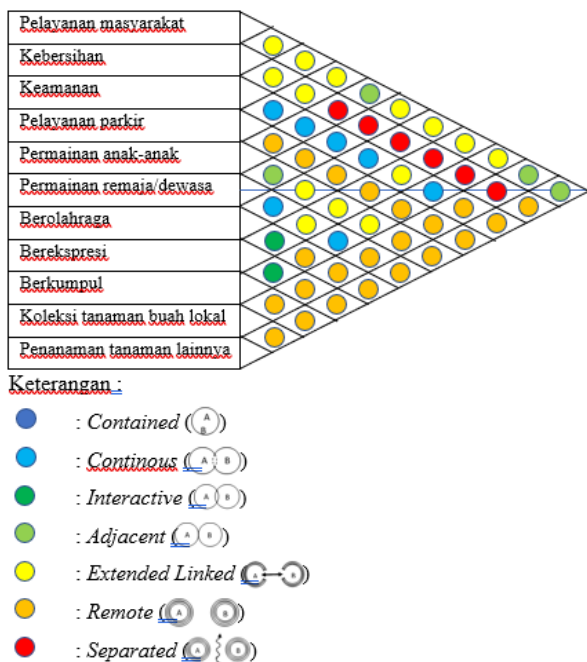 Pelayanan masyarakat
Kebersihan
Keamanan
Pelayanan parkir
Permainan anak-anak
Permainan remaja/dewasa
Berolahraga
Berekspresi
Berkumpul
Koleksi tanaman buah lokal
Penanaman tanaman lainnya
Keterangan :
: Contained (A B)
: Continous (A B)
: Interactive (A B)
: Adjacent (A B)
: Extended Linked (A B)
: Remote (A B)
: Separated (A B)